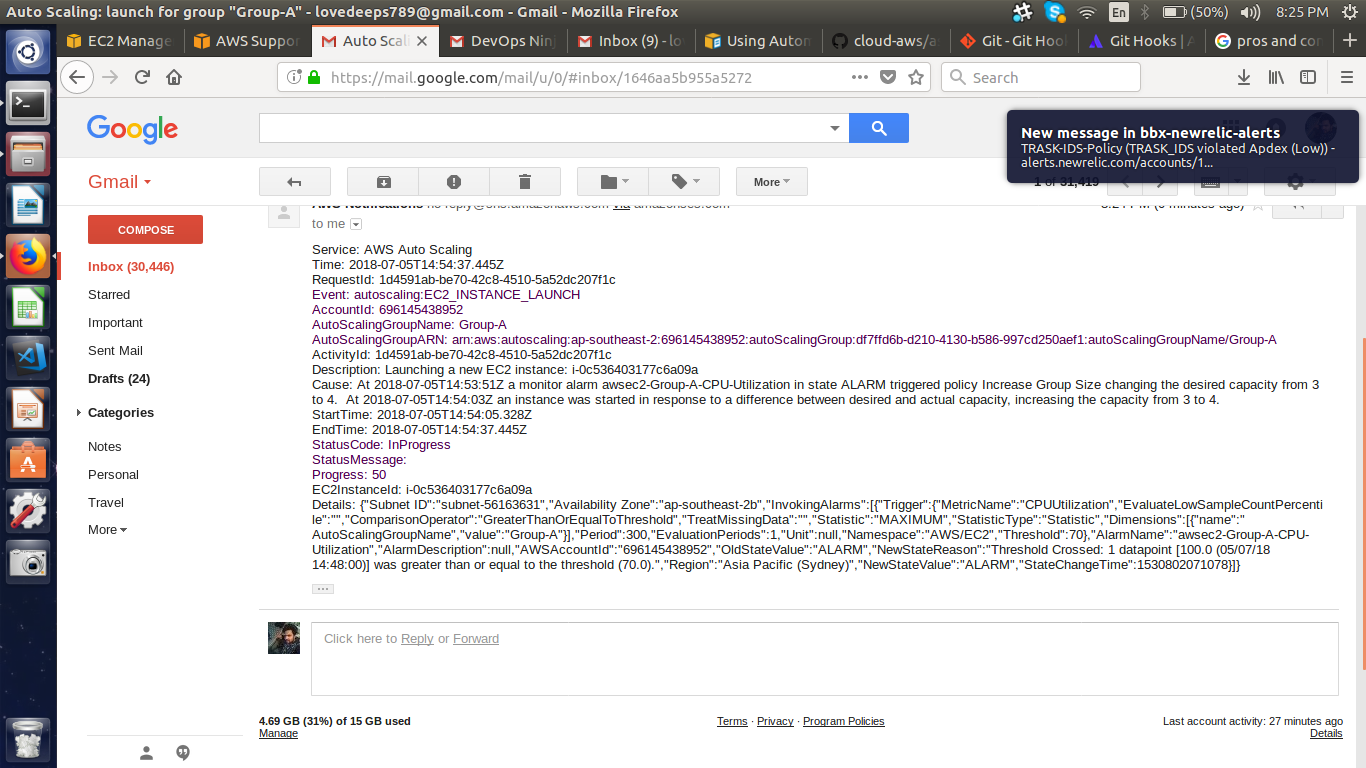 Auto Scaling: launch for group "Group-A" - lovedeeps789@gmail.com - Gmail - Mozilla Firefox
En
(50%)
8:25 PM
EC2 Manage
AWS Suppor
Auto Scali
DevOps Nin
Inbox (9) - lo
Using Auton
cloud-aws/a
Git - Git Hool
Git Hooks | A
pros and con
https://mail.google.com/mail/u/0/#inbox/1646aa5b955a5272
Search
Google
New message in bbx-newrelic-alerts
TRASK-IDS-Policy (TRASK_IDS violated Apdex (Low)) -
alerts.newrelic.com/accounts/1...
Gmail
More
1 of 31,419
COMPOSE
Inbox (30,446)
Starred
Important
Sent Mail
Drafts (24)
Categories
Notes
Personal
Travel
More
AWS Notifications no-reply@sns.amazonaws.com via amazonses.com
to me
Service: AWS Auto Scaling
Time: 2018-07-05T14:54:37.445Z
RequestId: 1d4591ab-be70-42c8-4510-5a52dc207f1c
Event: autoscaling:EC2_INSTANCE_LAUNCH
AccountId: 696145438952
AutoScalingGroupName: Group-A
AutoScalingGroupARN: arn:aws:autoscaling:ap-southeast-2:696145438952:autoScalingGroup:df7ffd6b-d210-4130-b586-997cd250aef1:autoScalingGroupName/Group-A
ActivityId: 1d4591ab-be70-42c8-4510-5a52dc207f1c
Description: Launching a new EC2 instance: i-0c536403177c6a09a
Cause: At 2018-07-05T14:53:51Z a monitor alarm awsec2-Group-A-CPU-Utilization in state ALARM triggered policy Increase Group Size changing the desired capacity from 3
to 4.  At 2018-07-05T14:54:03Z an instance was started in response to a difference between desired and actual capacity, increasing the capacity from 3 to 4.
StartTime: 2018-07-05T14:54:05.328Z
EndTime: 2018-07-05T14:54:37.445Z
StatusCode: InProgress
StatusMessage:
Progress: 50
EC2InstanceId: i-0c536403177c6a09a
Details: {"Subnet ID":"subnet-56163631","Availability Zone":"ap-southeast-2b","InvokingAlarms":[{"Trigger":{"MetricName":"CPUUtilization","EvaluateLowSampleCountPercenti
le":"","ComparisonOperator":"GreaterThanOrEqualToThreshold","TreatMissingData":"","Statistic":"MAXIMUM","StatisticType":"Statistic","Dimensions":[{"name":"
AutoScalingGroupName","value":"Group-A"}],"Period":300,"EvaluationPeriods":1,"Unit":null,"Namespace":"AWS/EC2","Threshold":70},"AlarmName":"awsec2-Group-A-CPU-
Utilization","AlarmDescription":null,"AWSAccountId":"696145438952","OldStateValue":"ALARM","NewStateReason":"Threshold Crossed: 1 datapoint [100.0 (05/07/18
14:48:00)] was greater than or equal to the threshold (70.0).","Region":"Asia Pacific (Sydney)","NewStateValue":"ALARM","StateChangeTime":1530802071078}]}
Click here to Reply or Forward
4.69 GB (31%) of 15 GB used
Manage
Terms · Privacy · Program Policies
Last account activity: 27 minutes ago
Details